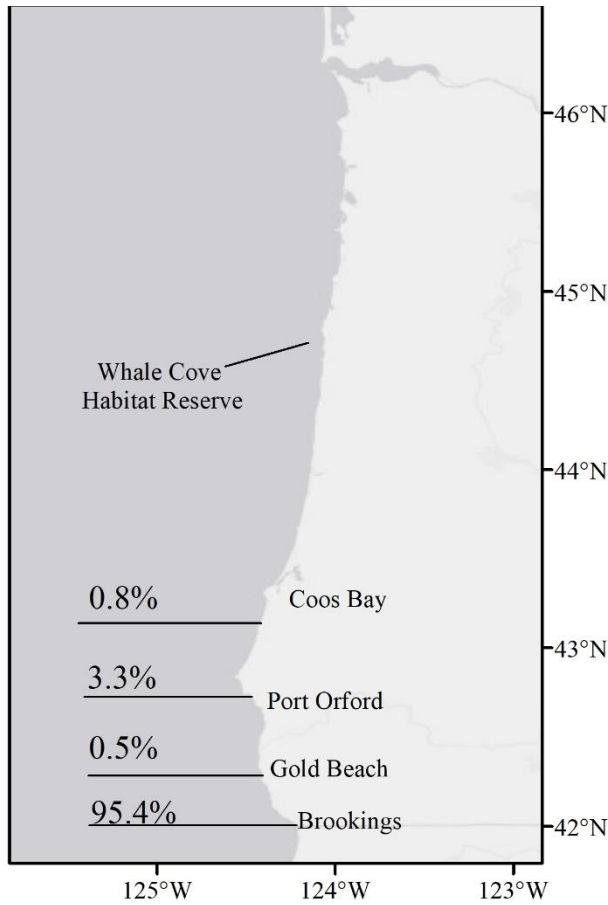 46°N
45°N
Whale Cove
Habitat Reserve
44°N
0.8%
Coos Bay
43°N
3.3%
Port Orford
0.5%
Gold Beach
95.4%
Brookings
42°N
125°W
124°W
123°W